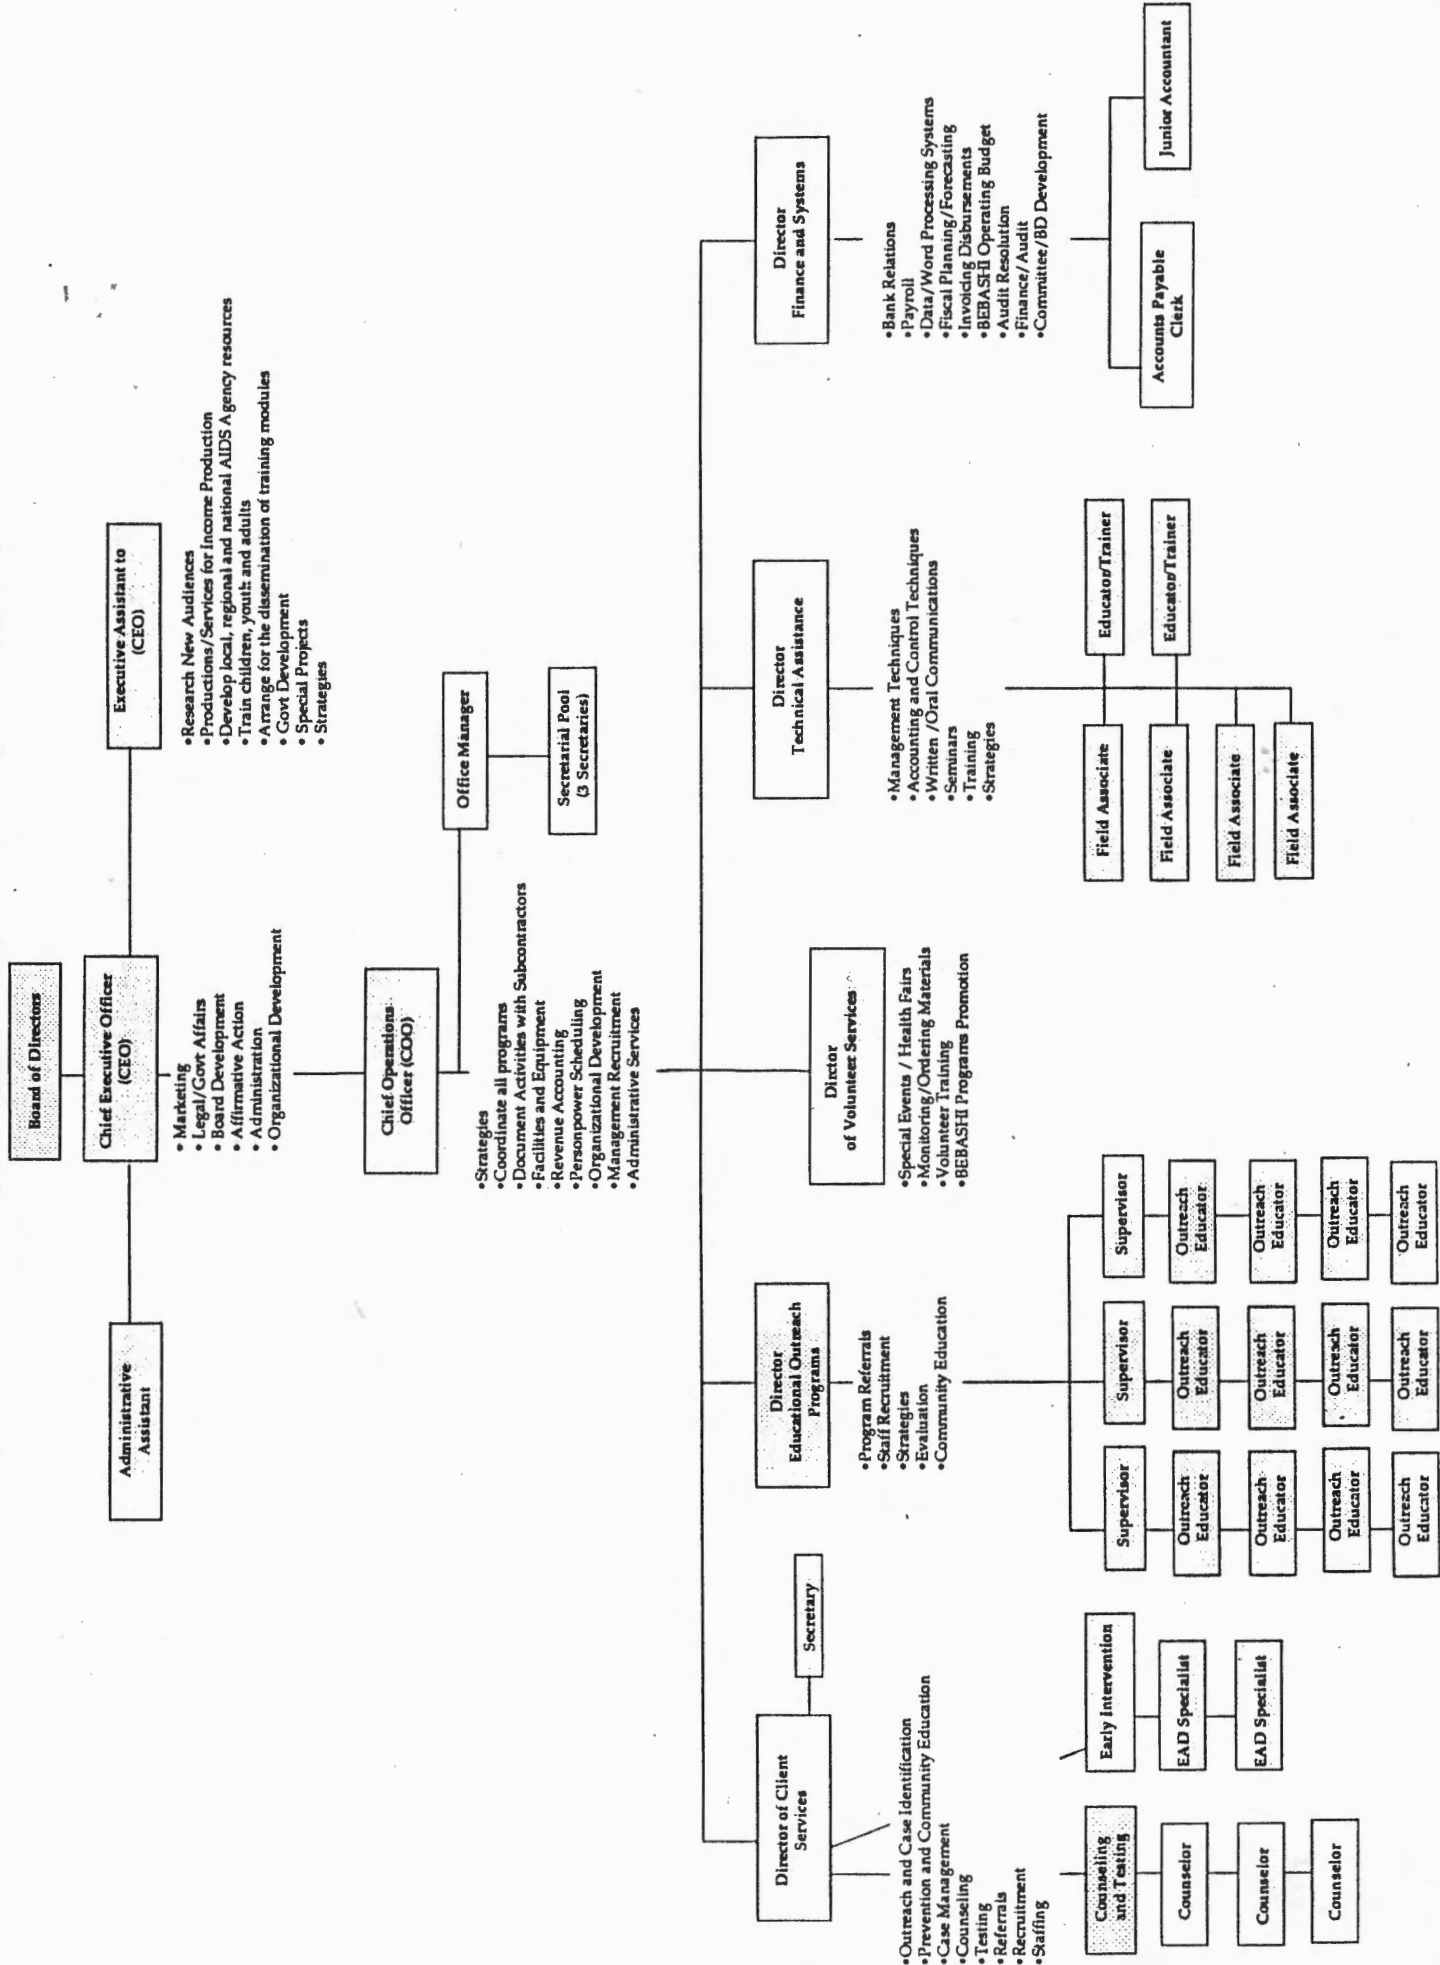 Board of Directors
Chief Executive Officer
(CEO)
Administrative
Assistant
Executive Assistant to
(CEO)
• Marketing
• Legal/Govt Affairs
• Board Development
• Affirmative Action
• Administration
• Organizational Development
•Research New Audiences
•Productions/Services for Income Production
•Develop local, regional and national AIDS Agency resources
•Train children, youth and adults
•Arrange for the dissemination of training modules
• Govt Development
• Special Projects
• Strategies
Chief Operations
Officer (COO)
Office Manager
Secretarial Pool
(3 Secretaries)
•Strategies
•Coordinate all programs
•Document Activities with Subcontractors
•Facilities and Equipment
•Revenue Accounting
•Personpower Scheduling
•Organizational Development
•Management Recruitment
•Administrative Services
Director of Client
Services
Secretary
•Outreach and Case Identification
•Prevention and Community Education
•Case Management
•Counseling
•Testing
•Referrals
•Recruitment
•Staffing
Counseling
and Testing
Counselor
Counselor
Counselor
Early Intervention
EAD Specialist
EAD Specialist
Director
Educational Outreach
Programs
•Program Referrals
•Staff Recruitment
•Strategies
•Evaluation
•Community Education
Supervisor
Outreach
Educator
Outreach
Educator
Outreach
Educator
Outreach
Educator
Supervisor
Outreach
Educator
Outreach
Educator
Outreach
Educator
Outreach
Educator
Supervisor
Outreach
Educator
Outreach
Educator
Outreach
Educator
Outreach
Educator
Dirctor
of Volunteer Services
•Special Events / Health Fairs
•Monitoring/Ordering Materials
•Volunteer Training
•BEBASHI Programs Promotion
Director
Technical Assistance
•Management Techniques
•Accounting and Control Techniques
•Written /Oral Communications
•Seminars
•Training
•Strategies
Field Associate
Field Associate
Field Associate
Field Associate
Educator/Trainer
Educator/Trainer
Director
Finance and Systems
•Bank Relations
•Payroll
•Data/Word Processing Systems
•Fiscal Planning/Forecasting
•Invoicing Disbursements
•BEBASHI Operating Budget
•Audit Resolution
•Finance/ Audit
•Committee/BD Development
Accounts Payable
Clerk
Junior Accountant